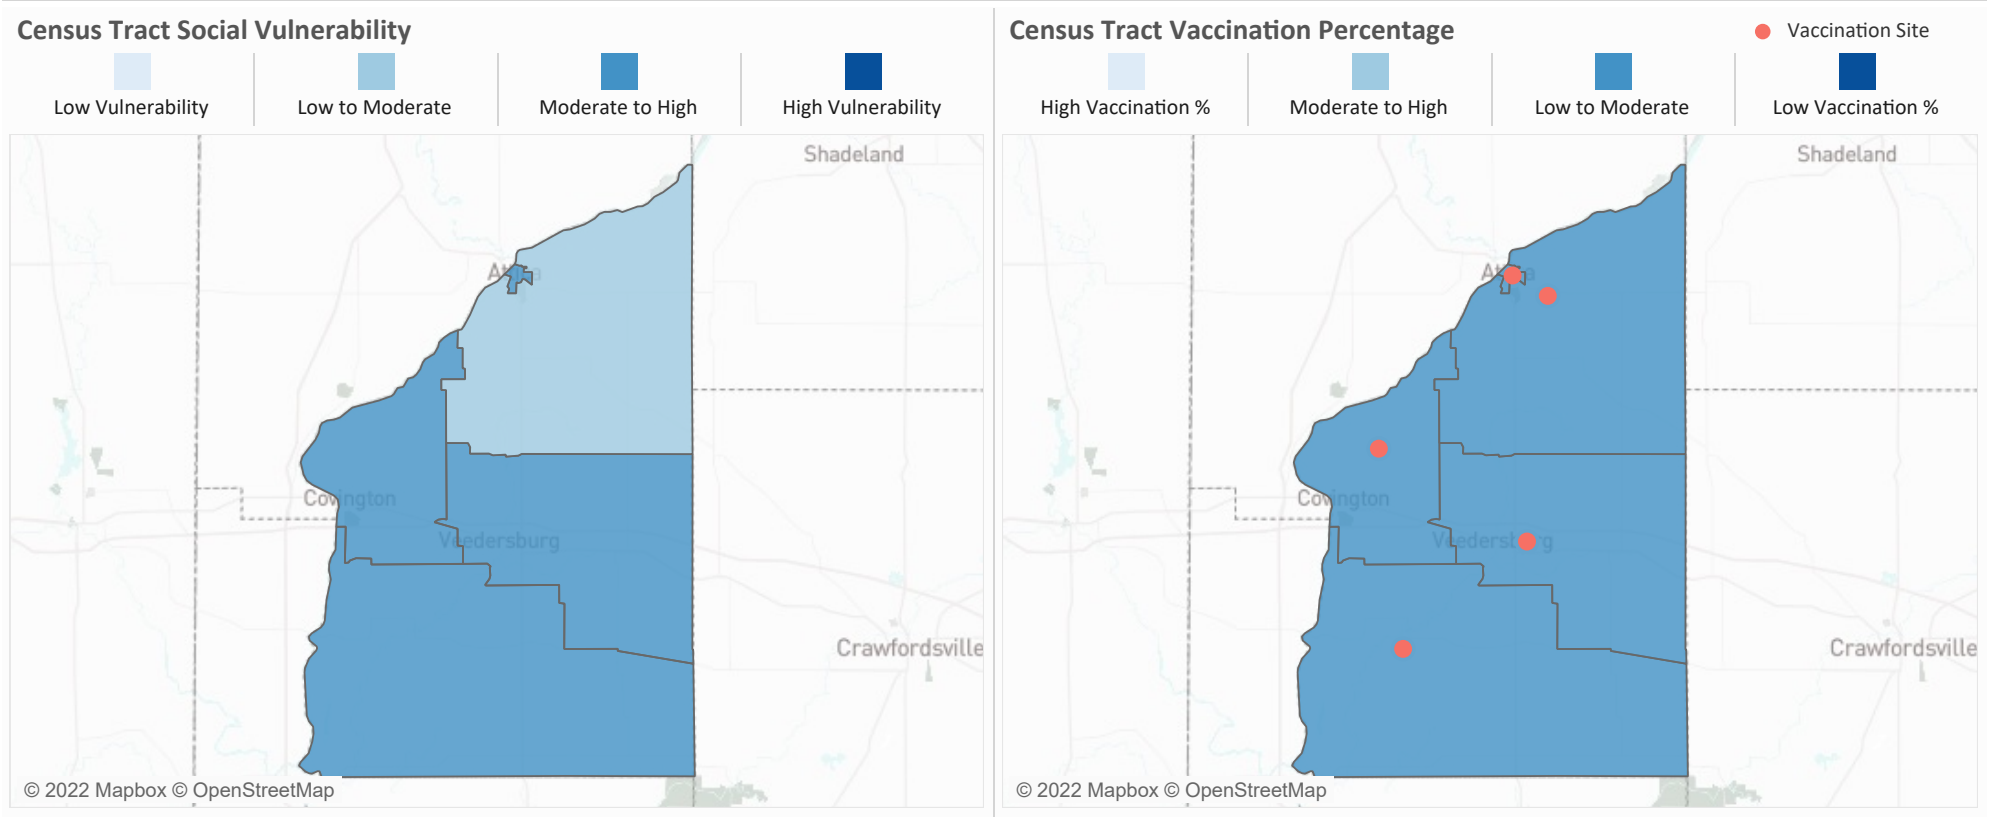 Census Tract Social Vulnerability
Low Vulnerability
Low to Moderate
Moderate to High
High Vulnerability
Shadeland
Covington
Veedersburg
Crawfordsville
© 2022 Mapbox © OpenStreetMap
Census Tract Vaccination Percentage
Vaccination Site
High Vaccination %
Moderate to High
Low to Moderate
Low Vaccination %
Shadeland
Covington
Veedersburg
Crawfordsville
© 2022 Mapbox © OpenStreetMap